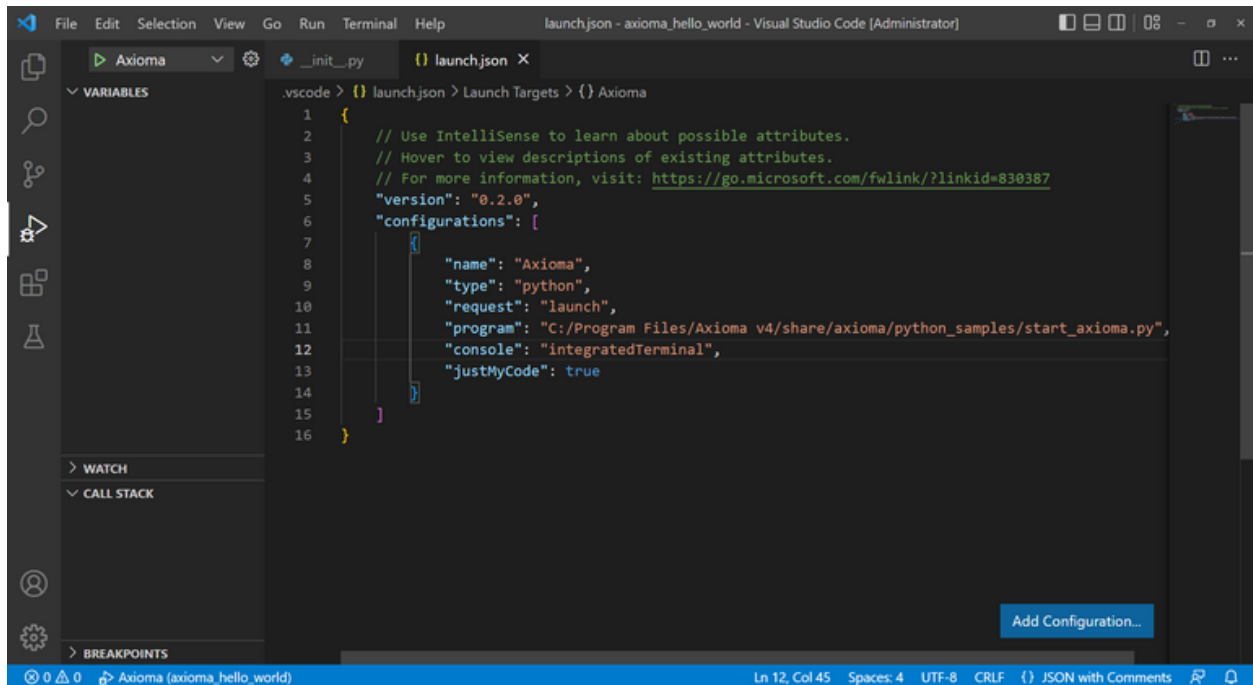 File Edit Selection View Go Run Terminal Help launch.json - axioma_hello_world - Visual Studio Code [Administrator]
Axioma __init__.py {} launch.json
VARIABLES
.vscode > {} launch.json > Launch Targets > {} Axioma
1 {
2 // Use IntelliSense to learn about possible attributes.
3 // Hover to view descriptions of existing attributes.
4 // For more information, visit: https://go.microsoft.com/fwlink/?linkid=830387
5 "version": "0.2.0",
6 "configurations": [
7 {
8 "name": "Axioma",
9 "type": "python",
10 "request": "launch",
11 "program": "C:/Program Files/Axioma v4/share/axioma/python_samples/start_axioma.py",
12 "console": "integratedTerminal",
13 "justMyCode": true
14 }
15 ]
16 }
WATCH
CALL STACK
Add Configuration...
BREAKPOINTS
0 0 Axioma (axioma_hello_world) Ln 12, Col 45 Spaces: 4 UTF-8 CRLF {} JSON with Comments